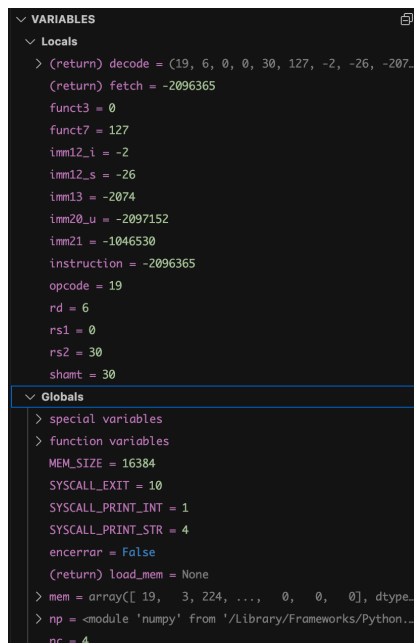 VARIABLES
Locals
(return) decode = (19, 6, 0, 0, 30, 127, -2, -26, -207…
(return) fetch = -2096365
funct3 = 0
funct7 = 127
imm12_i = -2
imm12_s = -26
imm13 = -2074
imm20_u = -2097152
imm21 = -1046530
instruction = -2096365
opcode = 19
rd = 6
rs1 = 0
rs2 = 30
shamt = 30
Globals
special variables
function variables
MEM_SIZE = 16384
SYSCALL_EXIT = 10
SYSCALL_PRINT_INT = 1
SYSCALL_PRINT_STR = 4
encerrar = False
(return) load_mem = None
mem = array([ 19, 3, 224, ..., 0, 0, 0], dtype…
np = <module 'numpy' from '/Library/Frameworks/Python.…
pc = 4